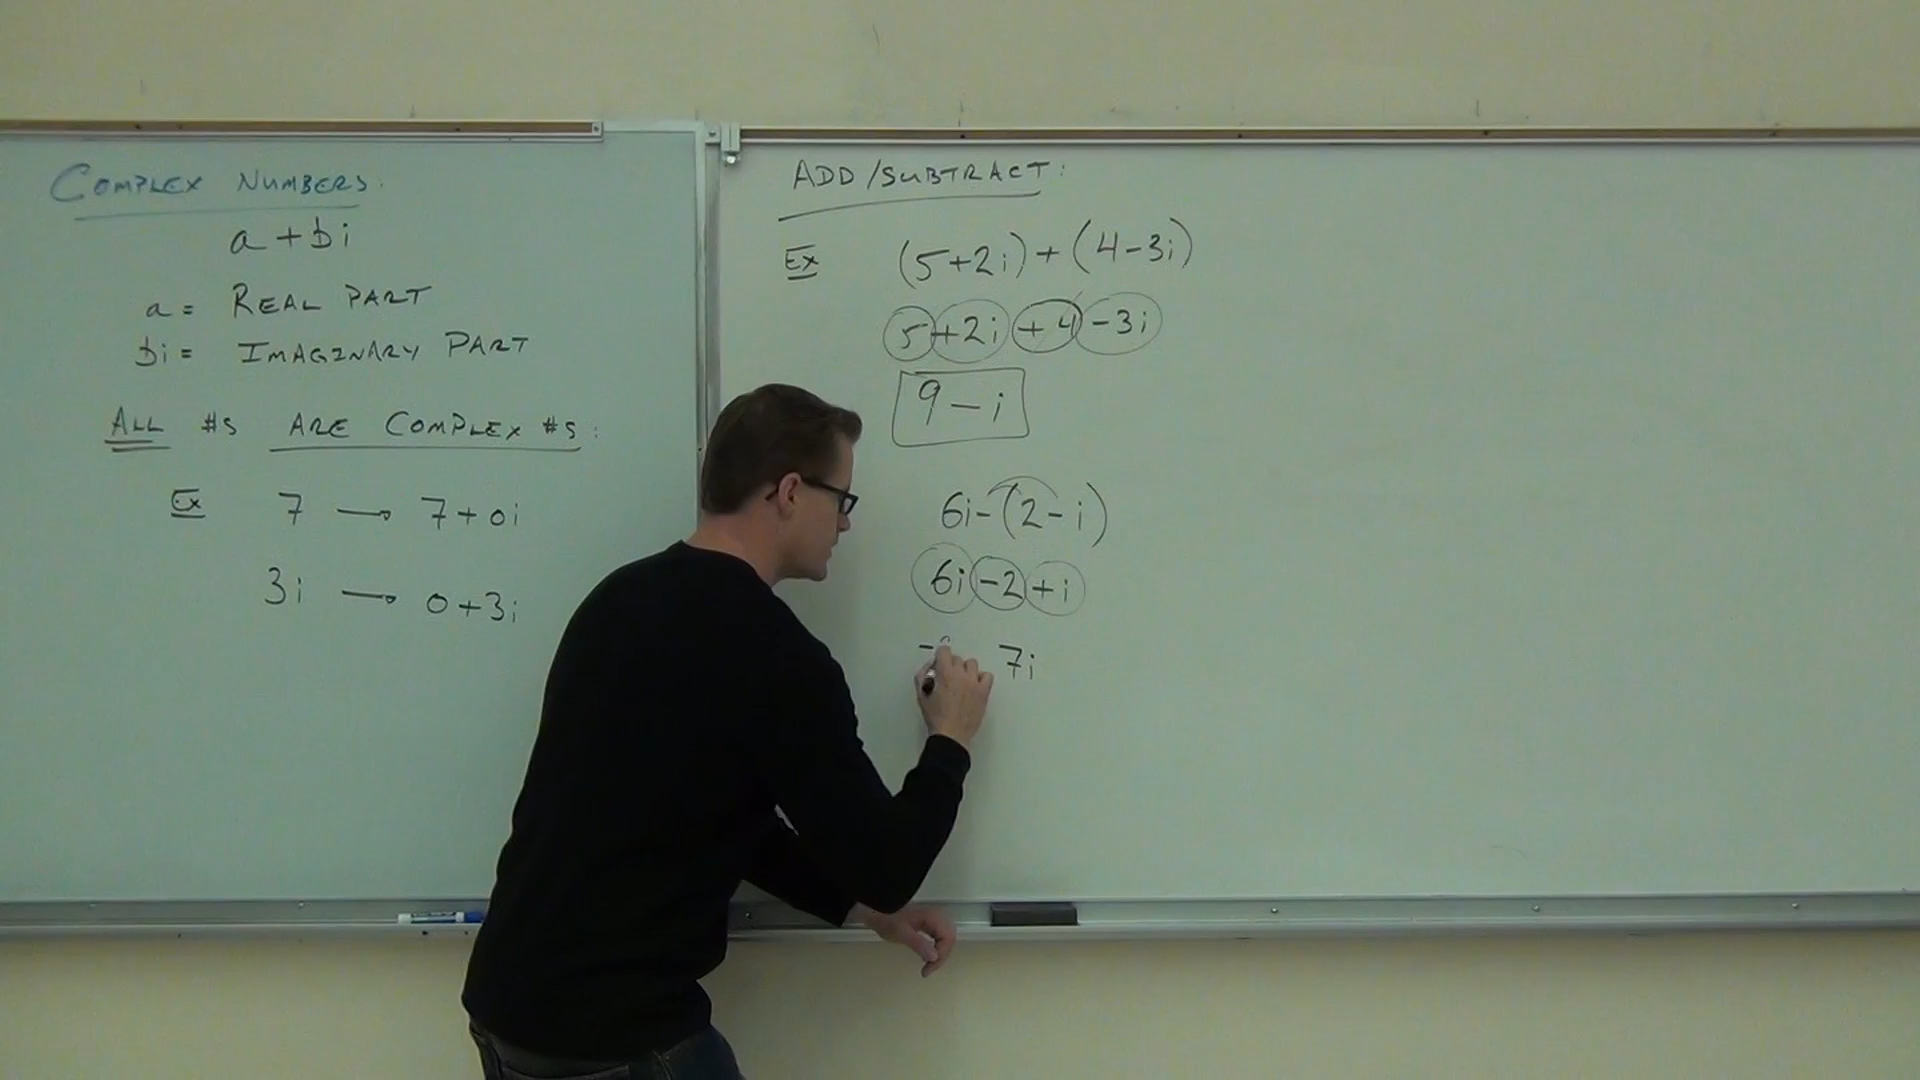 COMPLEX NUMBERS:
a + bi
a = REAL PART
bi = IMAGINARY PART
ALL #S ARE COMPLEX #S:
Ex 7 → 7 + 0i
3i → 0 + 3i
ADD/SUBTRACT:
Ex (5+2i) + (4-3i)
5 +2i +4 -3i
9 - i
6i - (2 - i)
6i -2 +i
- 7i